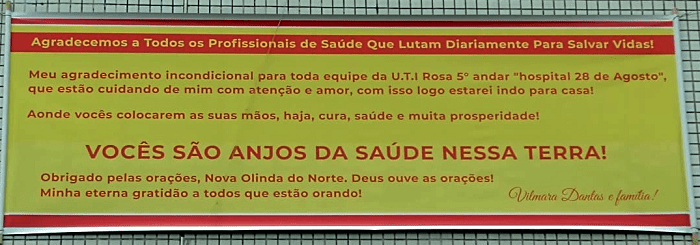 Agradecemos a Todos os Profissionais de Saúde Que Lutam Diariamente Para Salvar Vidas!
Meu agradecimento incondicional para toda equipe da U.T.I Rosa 5° andar "hospital 28 de Agosto",
que estão cuidando de mim com atenção e amor, com isso logo estarei indo para casa!
Aonde vocês colocarem as suas mãos, haja, cura, saúde e muita prosperidade!
VOCÊS SÃO ANJOS DA SAÚDE NESSA TERRA!
Obrigado pelas orações, Nova Olinda do Norte. Deus ouve as orações!
Minha eterna gratidão a todos que estão orando!
Vilmara Dantas e família!